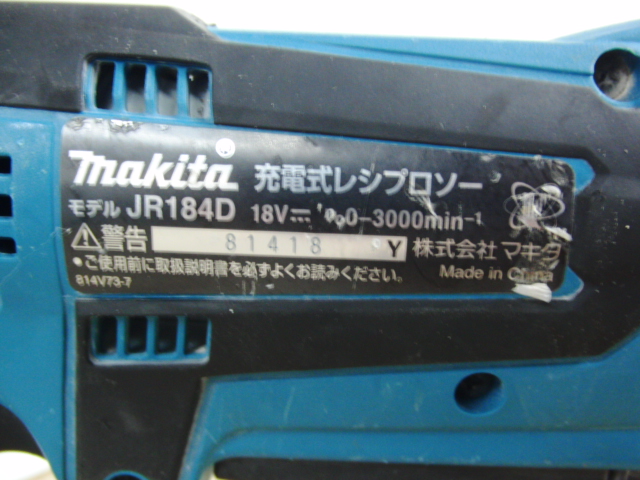 makita 充電式レシプロソー
モデル JR184D 18V⎓ 0-3000min-1
警告 81418 Y 株式会社 マキタ
•ご使用前に取扱説明書を必ずよくお読みください。 Made in China
814V73-7